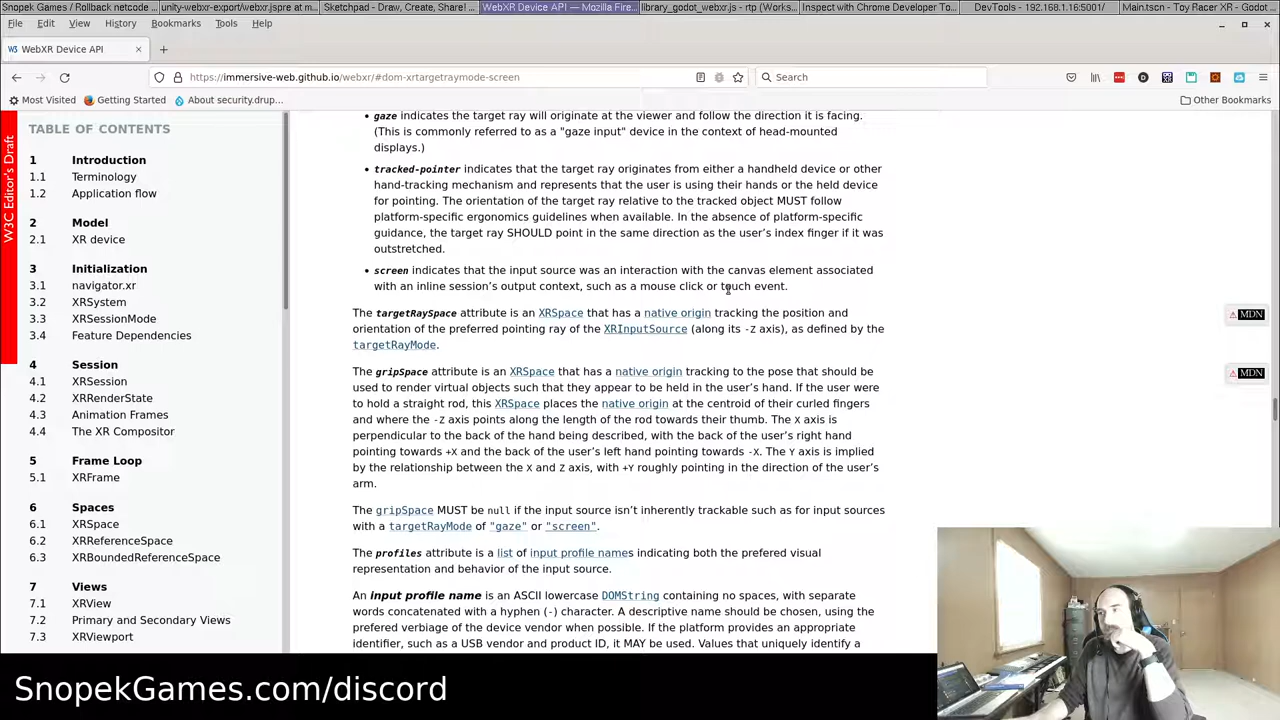 Snopek Games / Rollback netcode ...
unity-webxr-export/webxr.jspre at m...
Sketchpad - Draw, Create, Share! ...
WebXR Device API — Mozilla Fire...
library_godot_webxr.js - rtp (Works...
Inspect with Chrome Developer To...
DevTools - 192.168.1.16:5001/
Main.tscn - Toy Racer XR - Godot ...
File Edit View History Bookmarks Tools Help
W3C WebXR Device API
https://immersive-web.github.io/webxr/#dom-xrtargetraymode-screen
Search
Most Visited Getting Started About security.drup... Other Bookmarks
W3C Editor's Draft
TABLE OF CONTENTS
1 Introduction
1.1 Terminology
1.2 Application flow
2 Model
2.1 XR device
3 Initialization
3.1 navigator.xr
3.2 XRSystem
3.3 XRSessionMode
3.4 Feature Dependencies
4 Session
4.1 XRSession
4.2 XRRenderState
4.3 Animation Frames
4.4 The XR Compositor
5 Frame Loop
5.1 XRFrame
6 Spaces
6.1 XRSpace
6.2 XRReferenceSpace
6.3 XRBoundedReferenceSpace
7 Views
7.1 XRView
7.2 Primary and Secondary Views
7.3 XRViewport
• gaze indicates the target ray will originate at the viewer and follow the direction it is facing.
(This is commonly referred to as a "gaze input" device in the context of head-mounted
displays.)
• tracked-pointer indicates that the target ray originates from either a handheld device or other
hand-tracking mechanism and represents that the user is using their hands or the held device
for pointing. The orientation of the target ray relative to the tracked object MUST follow
platform-specific ergonomics guidelines when available. In the absence of platform-specific
guidance, the target ray SHOULD point in the same direction as the user's index finger if it was
outstretched.
• screen indicates that the input source was an interaction with the canvas element associated
with an inline session's output context, such as a mouse click or touch event.
The targetRaySpace attribute is an XRSpace that has a native origin tracking the position and
orientation of the preferred pointing ray of the XRInputSource (along its -Z axis), as defined by the
targetRayMode.
MDN
The gripSpace attribute is an XRSpace that has a native origin tracking to the pose that should be
used to render virtual objects such that they appear to be held in the user's hand. If the user were
to hold a straight rod, this XRSpace places the native origin at the centroid of their curled fingers
and where the -Z axis points along the length of the rod towards their thumb. The X axis is
perpendicular to the back of the hand being described, with the back of the user's right hand
pointing towards +X and the back of the user's left hand pointing towards -X. The Y axis is implied
by the relationship between the X and Z axis, with +Y roughly pointing in the direction of the user's
arm.
MDN
The gripSpace MUST be null if the input source isn't inherently trackable such as for input sources
with a targetRayMode of "gaze" or "screen".
The profiles attribute is a list of input profile names indicating both the prefered visual
representation and behavior of the input source.
An input profile name is an ASCII lowercase DOMString containing no spaces, with separate
words concatenated with a hyphen (-) character. A descriptive name should be chosen, using the
prefered verbiage of the device vendor when possible. If the platform provides an appropriate
identifier, such as a USB vendor and product ID, it MAY be used. Values that uniquely identify a
SnopekGames.com/discord